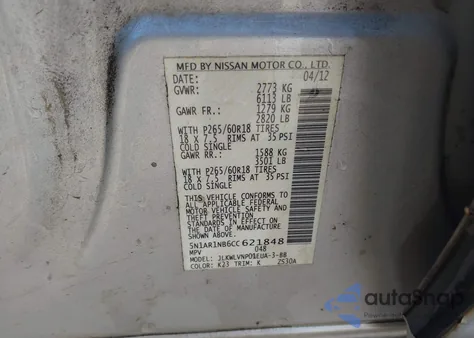 MFD BY NISSAN MOTOR CO., LTD.
DATE: 04/12
GVWR: 2773 KG
6113 LB
GAWR FR.: 1279 KG
2820 LB
WITH P265/60R18 TIRES
18 X 7.5 RIMS AT 35 PSI
COLD SINGLE
GAWR RR.: 1588 KG
3501 LB
WITH P265/60R18 TIRES
18 X 7.5 RIMS AT 35 PSI
COLD SINGLE
THIS VEHICLE CONFORMS TO
ALL APPLICABLE FEDERAL
MOTOR VEHICLE SAFETY AND
THEFT PREVENTION
STANDARDS IN EFFECT ON
THE DATE OF MANUFACTURE
SHOWN ABOVE.
5N1AR1NB6CC621848
MPV 048
MODEL: JLKWLVNP01EUA-3-BB
COLOR: K23 TRIM: K 2530A
autoSnap